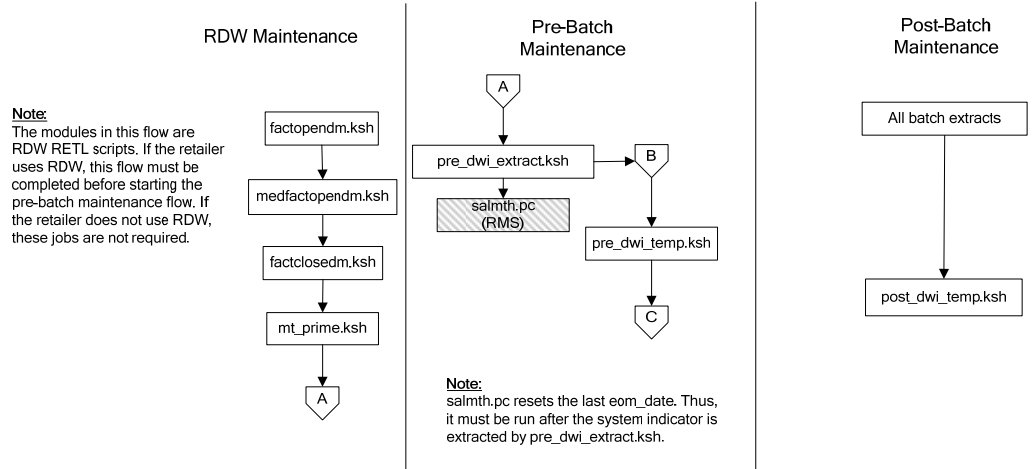 RDW Maintenance
Note:
The modules in this flow are
RDW RETL scripts. If the retailer
uses RDW, this flow must be
completed before starting the
pre-batch maintenance flow. If
the retailer does not use RDW,
these jobs are not required.
factopendm.ksh
medfactopendm.ksh
factclosedm.ksh
mt_prime.ksh
A
Pre-Batch
Maintenance
A
pre_dwi_extract.ksh
B
salmth.pc
(RMS)
pre_dwi_temp.ksh
C
Note:
salmth.pc resets the last eom_date. Thus,
it must be run after the system indicator is
extracted by pre_dwi_extract.ksh.
Post-Batch
Maintenance
All batch extracts
post_dwi_temp.ksh